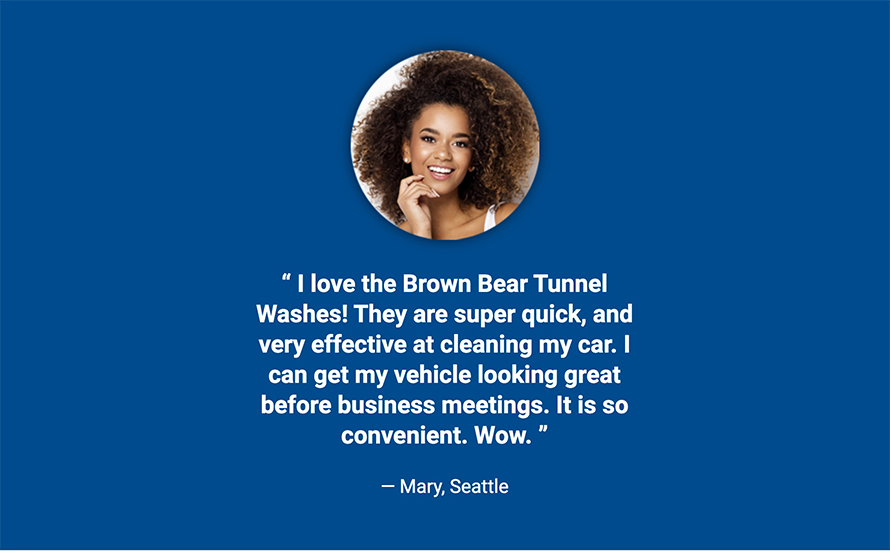 “ I love the Brown Bear Tunnel
Washes! They are super quick, and
very effective at cleaning my car. I
can get my vehicle looking great
before business meetings. It is so
convenient. Wow. ”
— Mary, Seattle